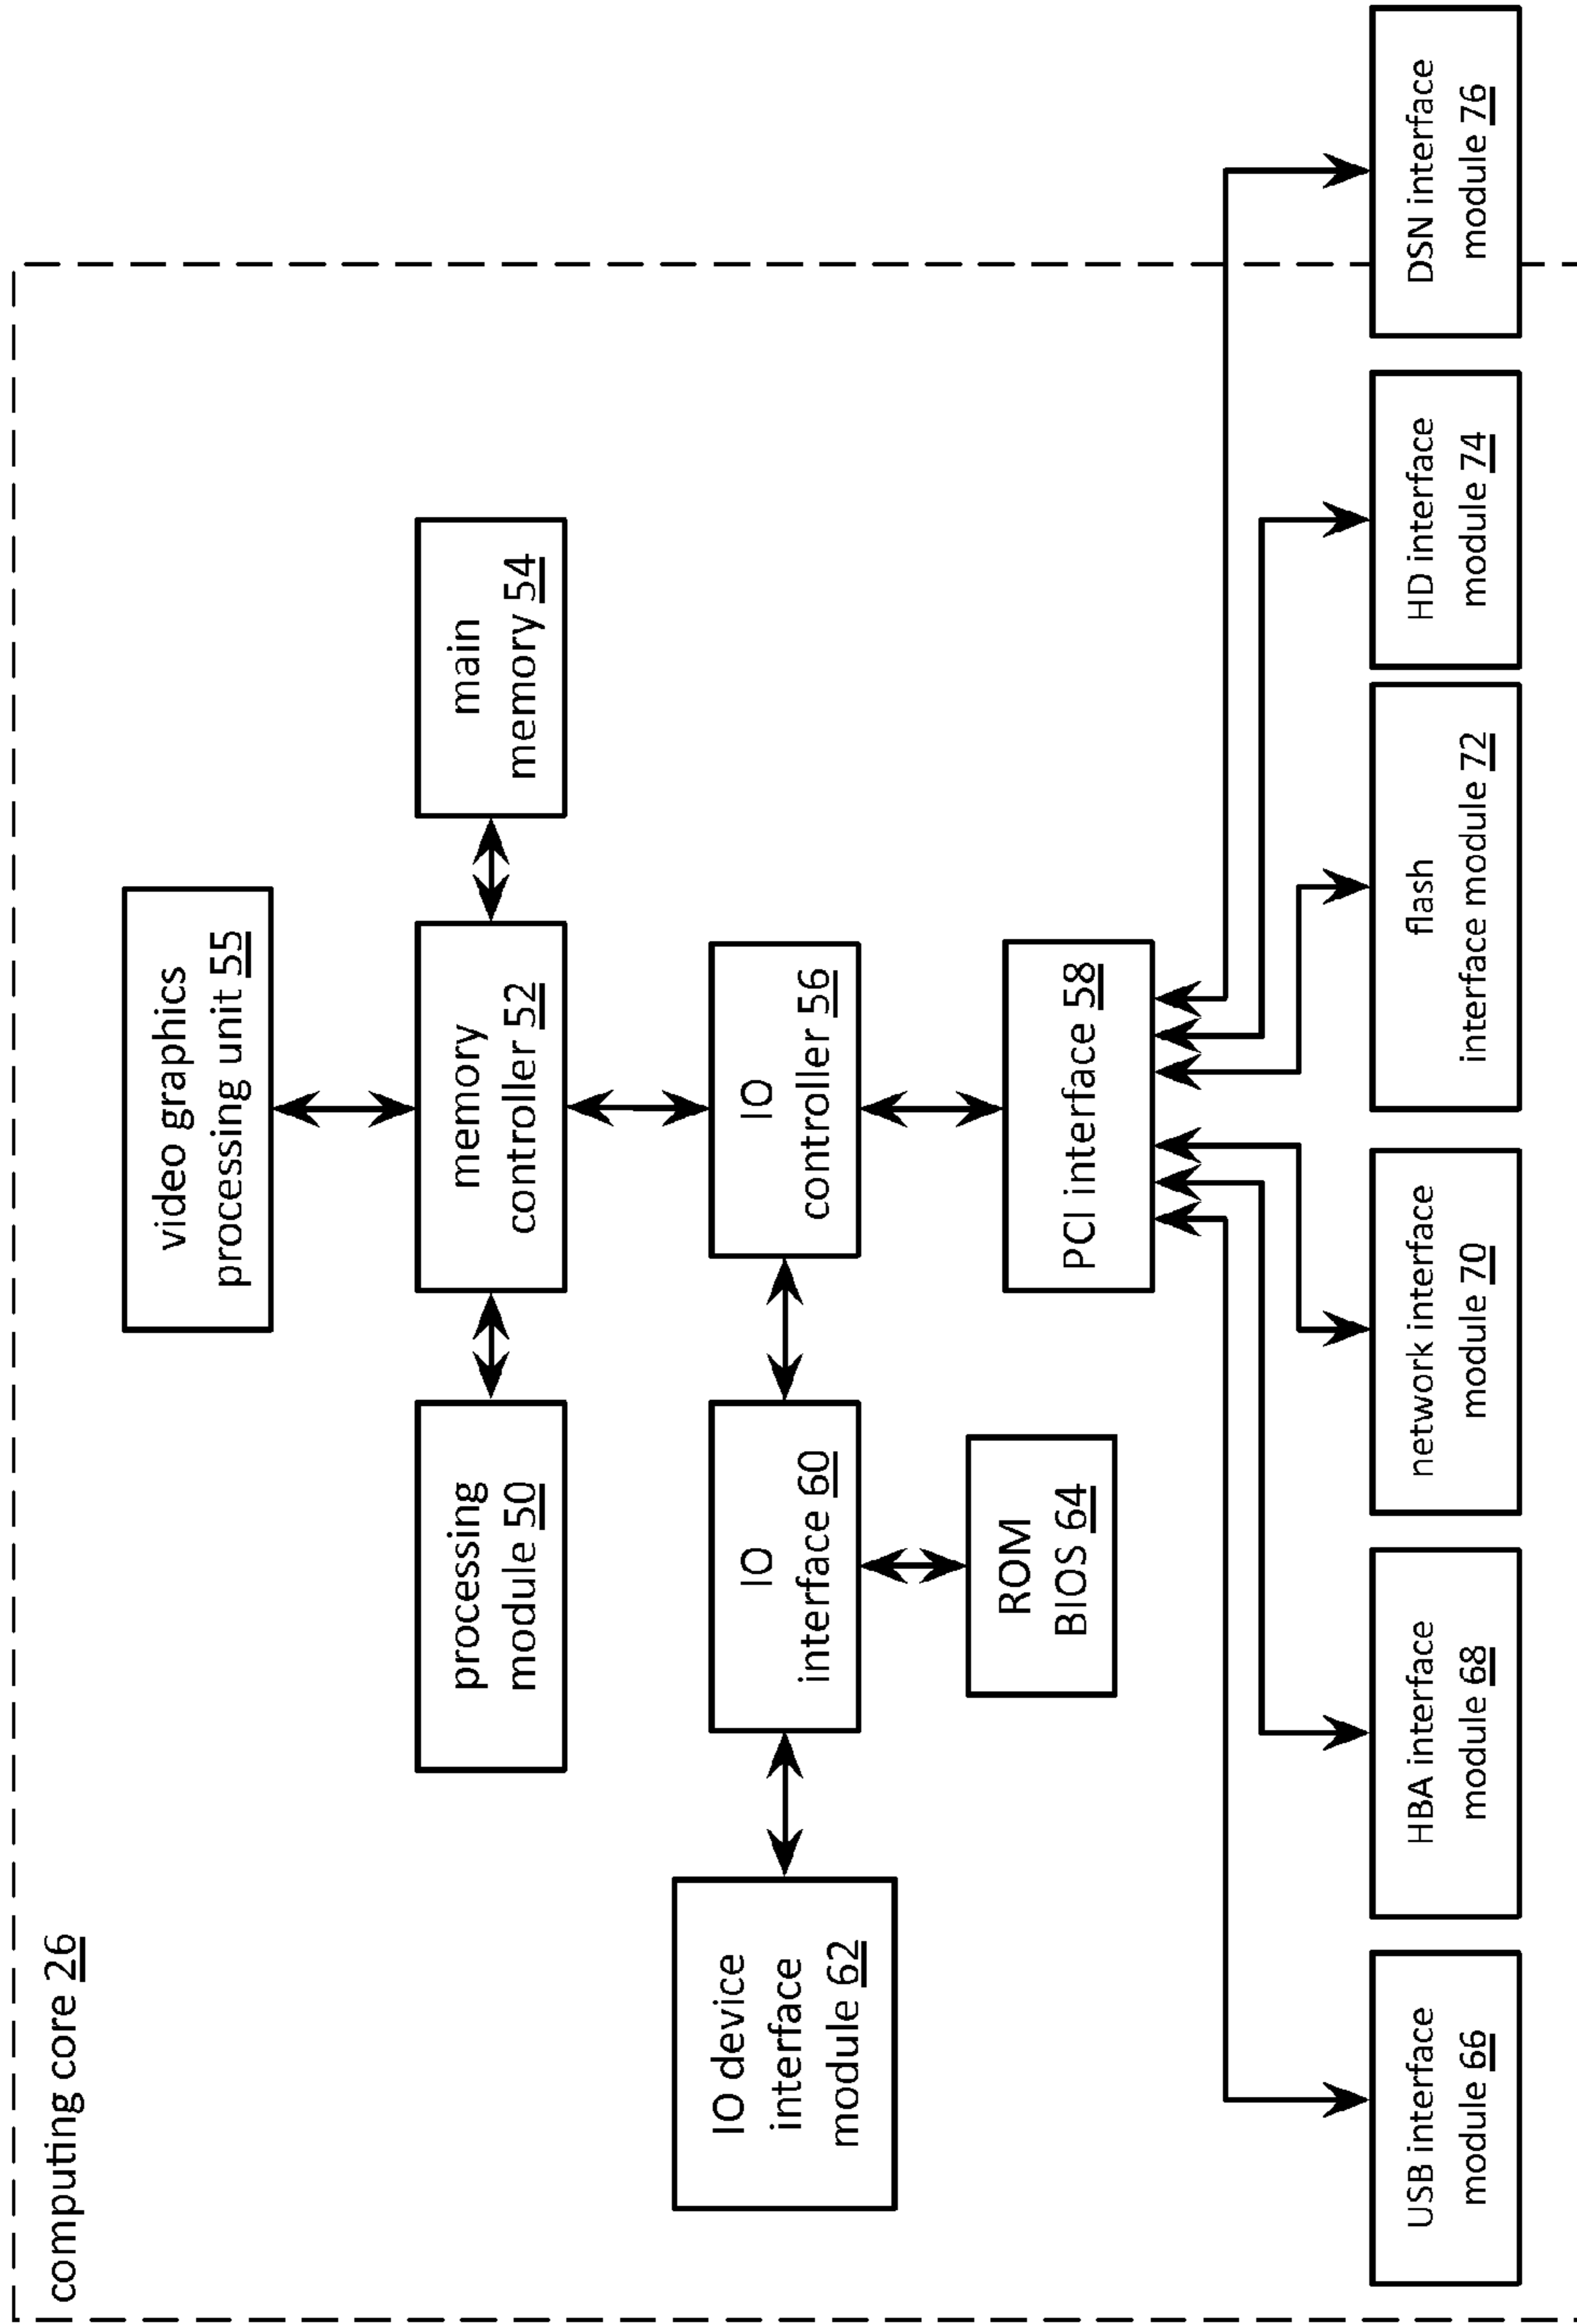 computing core 26
video graphics
processing unit 55
processing
module 50
memory
controller 52
main
memory 54
IO device
interface
module 62
IO
interface 60
IO
controller 56
ROM
BIOS 64
PCI interface 58
USB interface
module 66
HBA interface
module 68
network interface
module 70
flash
interface module 72
HD interface
module 74
DSN interface
module 76